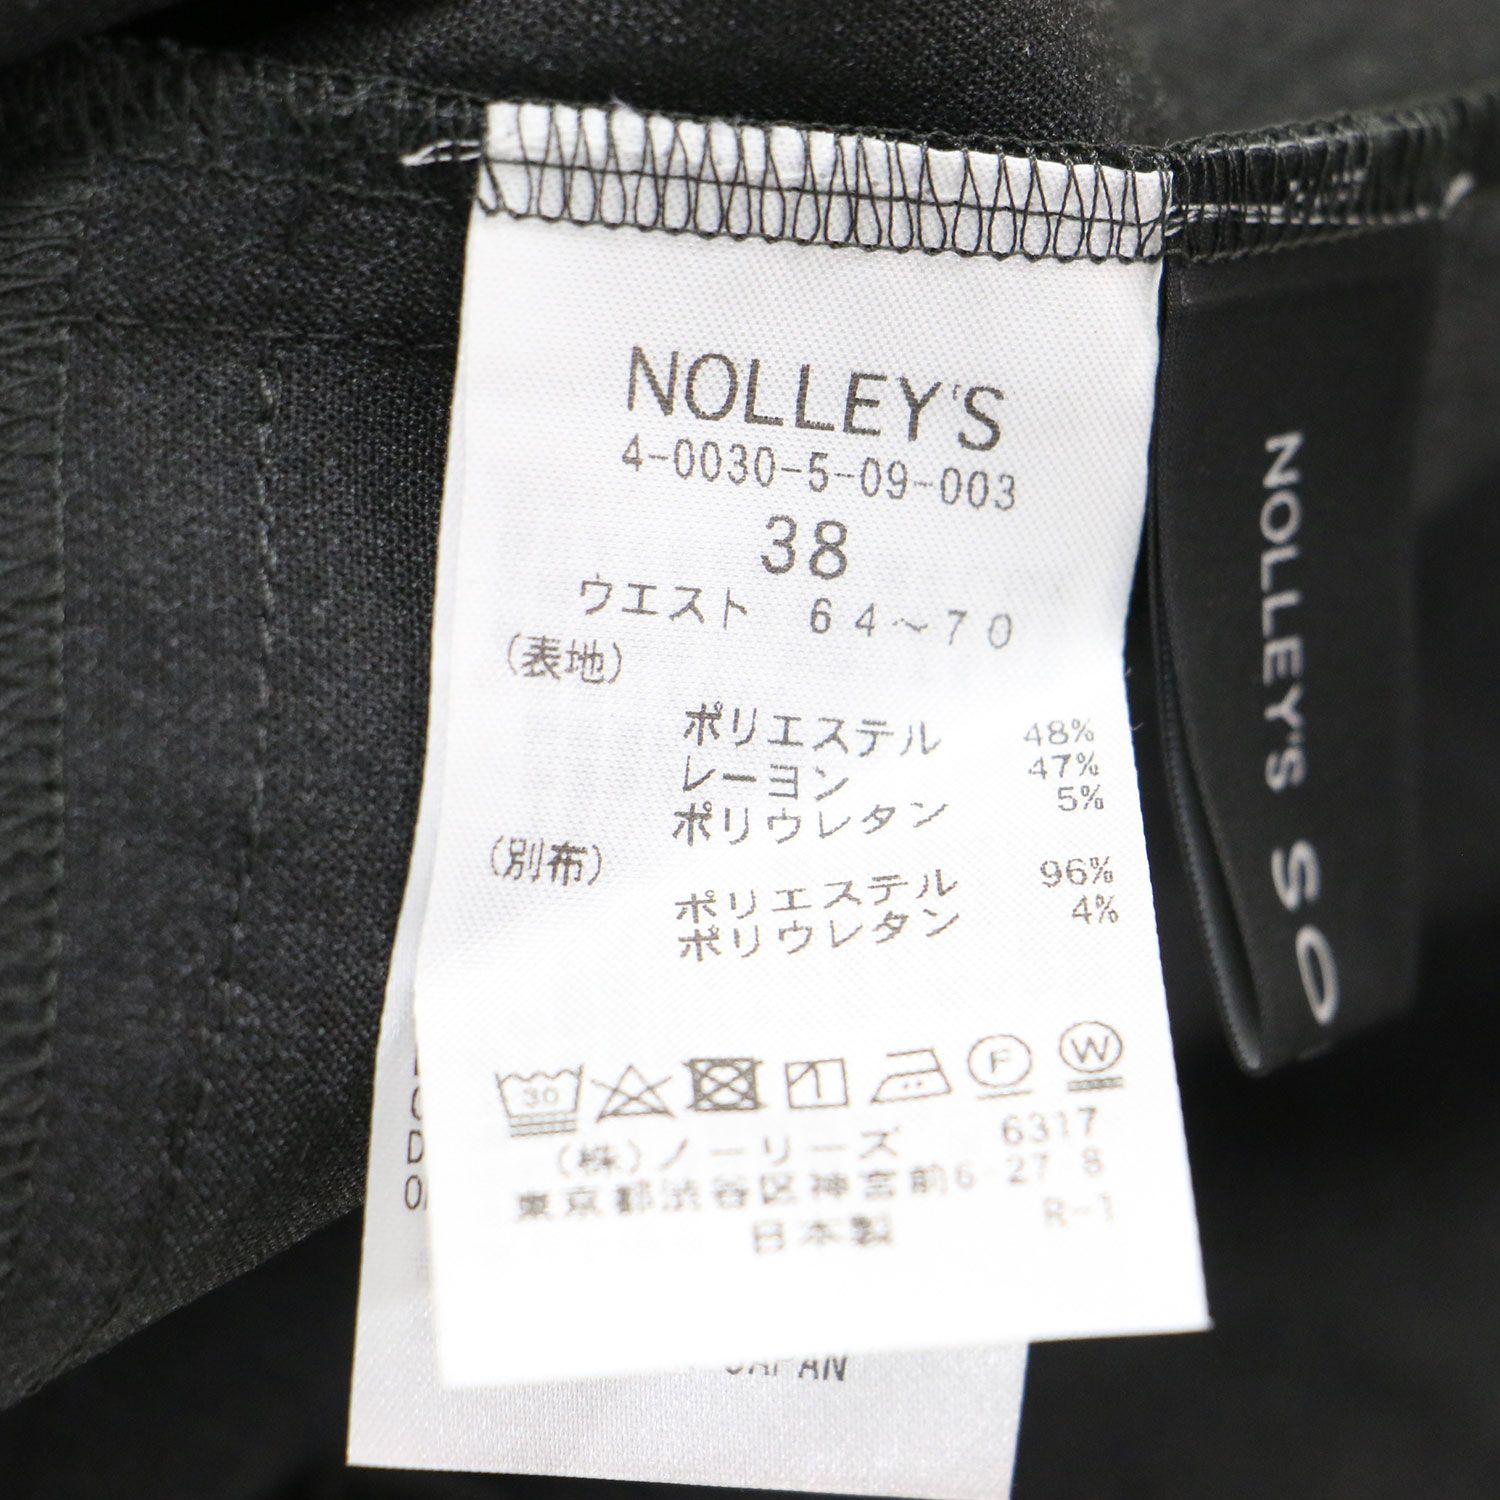 NOLLEY'S
4-0030-5-09-003
38
ウエスト 64～70
(表地)
ポリエステル 48%
レーヨン 47%
ポリウレタン 5%
(別布)
ポリエステル 96%
ポリウレタン 4%
30 1 F W
(株)ノーリーズ 6317
東京都渋谷区神宮前6 27 8
日本製 R-1
JAPAN
NOLLEY'S SO